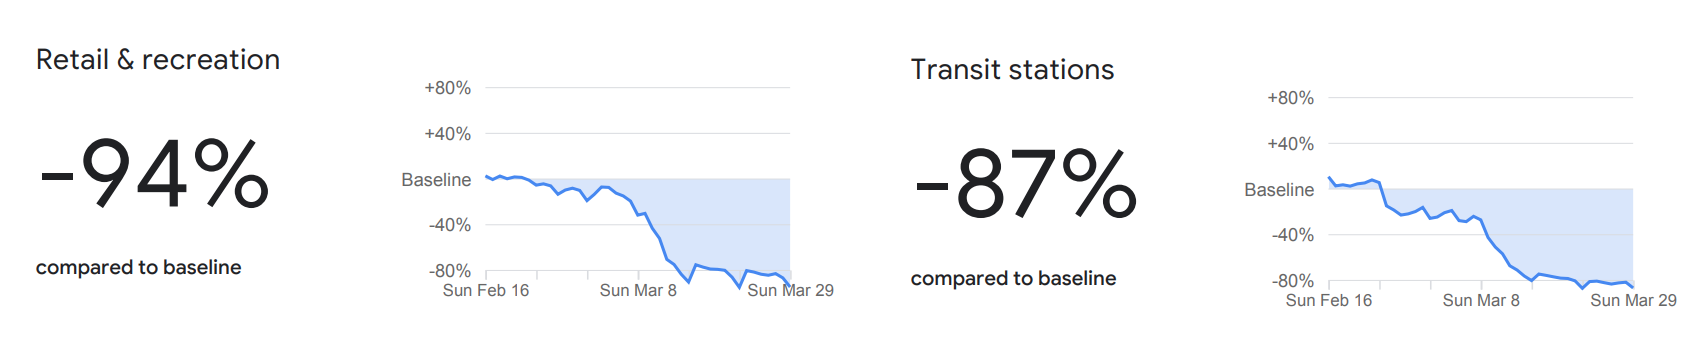 Retail & recreation
-94%
compared to baseline
+80%
+40%
Baseline
-40%
-80%
Sun Feb 16 Sun Mar 8 Sun Mar 29
Transit stations
-87%
compared to baseline
+80%
+40%
Baseline
-40%
-80%
Sun Feb 16 Sun Mar 8 Sun Mar 29